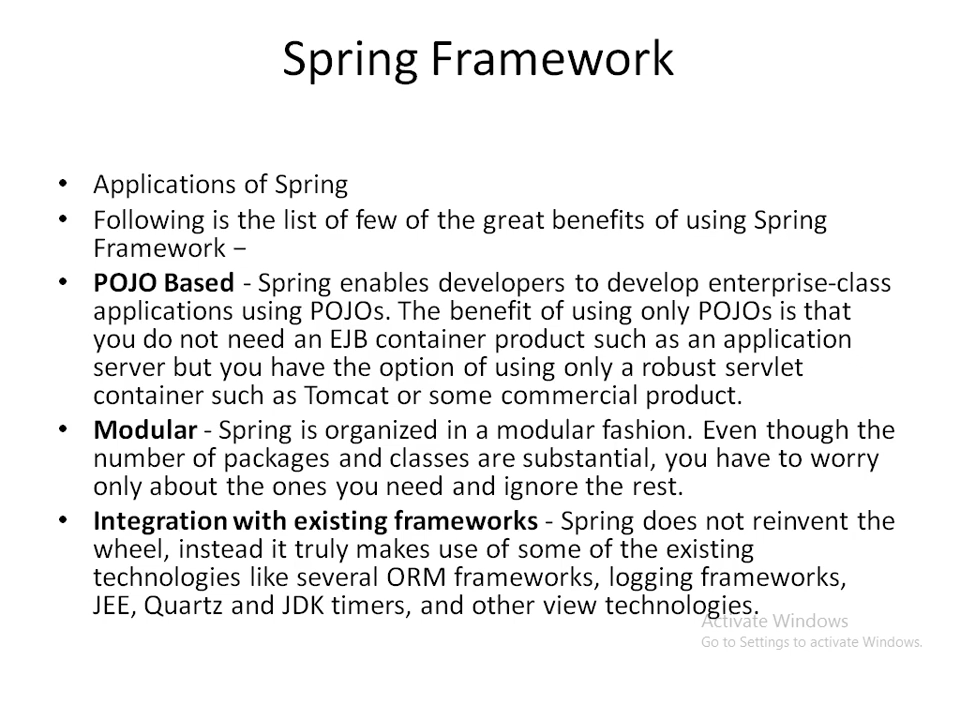 Spring Framework
• Applications of Spring
• Following is the list of few of the great benefits of using Spring
Framework −
• POJO Based - Spring enables developers to develop enterprise-class
applications using POJOs. The benefit of using only POJOs is that
you do not need an EJB container product such as an application
server but you have the option of using only a robust servlet
container such as Tomcat or some commercial product.
• Modular - Spring is organized in a modular fashion. Even though the
number of packages and classes are substantial, you have to worry
only about the ones you need and ignore the rest.
• Integration with existing frameworks - Spring does not reinvent the
wheel, instead it truly makes use of some of the existing
technologies like several ORM frameworks, logging frameworks,
JEE, Quartz and JDK timers, and other view technologies.
Activate Windows
Go to Settings to activate Windows.